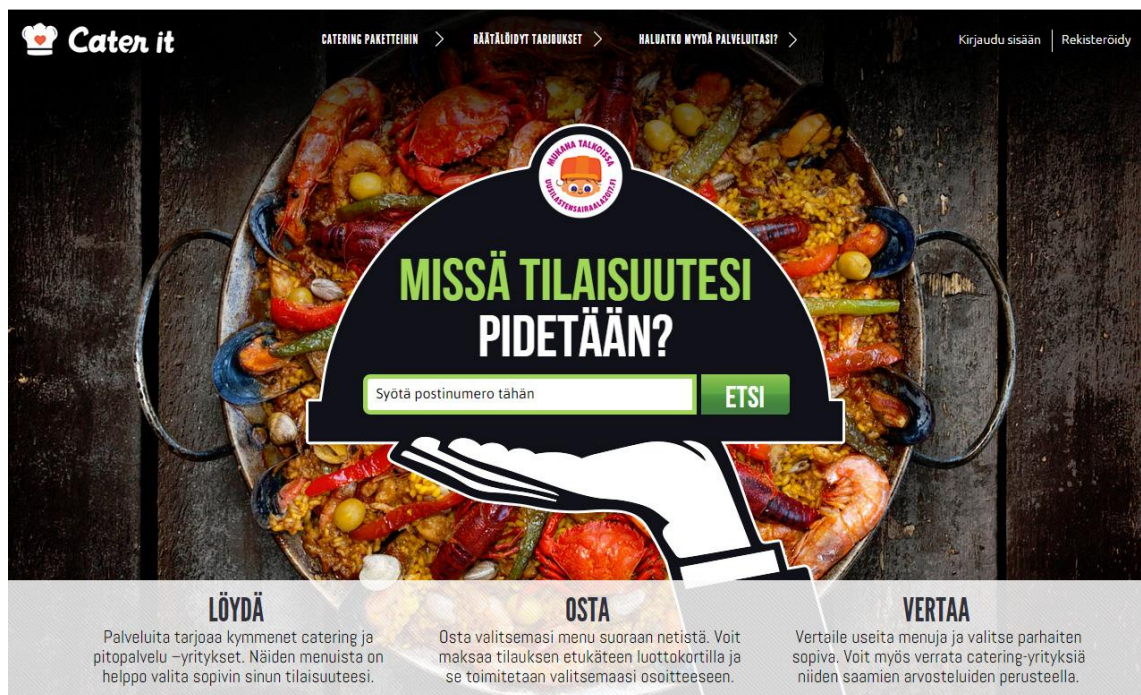 Cater it
CATERING PAKETTEIHIN
RÄÄTÄLÖIDYT TARJOUKSET
HALUATKO MYYDÄ PALVELUITASI?
Kirjaudu sisään
Rekisteröidy
MUKANA TALKOISSA
UUSILASTENSAIRAALA2017.FI
MISSÄ TILAISUUTESI
PIDETÄÄN?
Syötä postinumero tähän
ETSI
LÖYDÄ
Palveluita tarjoaa kymmenet catering ja
pitopalvelu –yritykset. Näiden menuista on
helppo valita sopivin sinun tilaisuuteesi.
OSTA
Osta valitsemasi menu suoraan netistä. Voit
maksaa tilauksen etukäteen luottokortilla ja
se toimitetaan valitsemaasi osoitteeseen.
VERTAA
Vertaile useita menuja ja valitse parhaiten
sopiva. Voit myös verrata catering-yrityksiä
niiden saamien arvosteluiden perusteella.